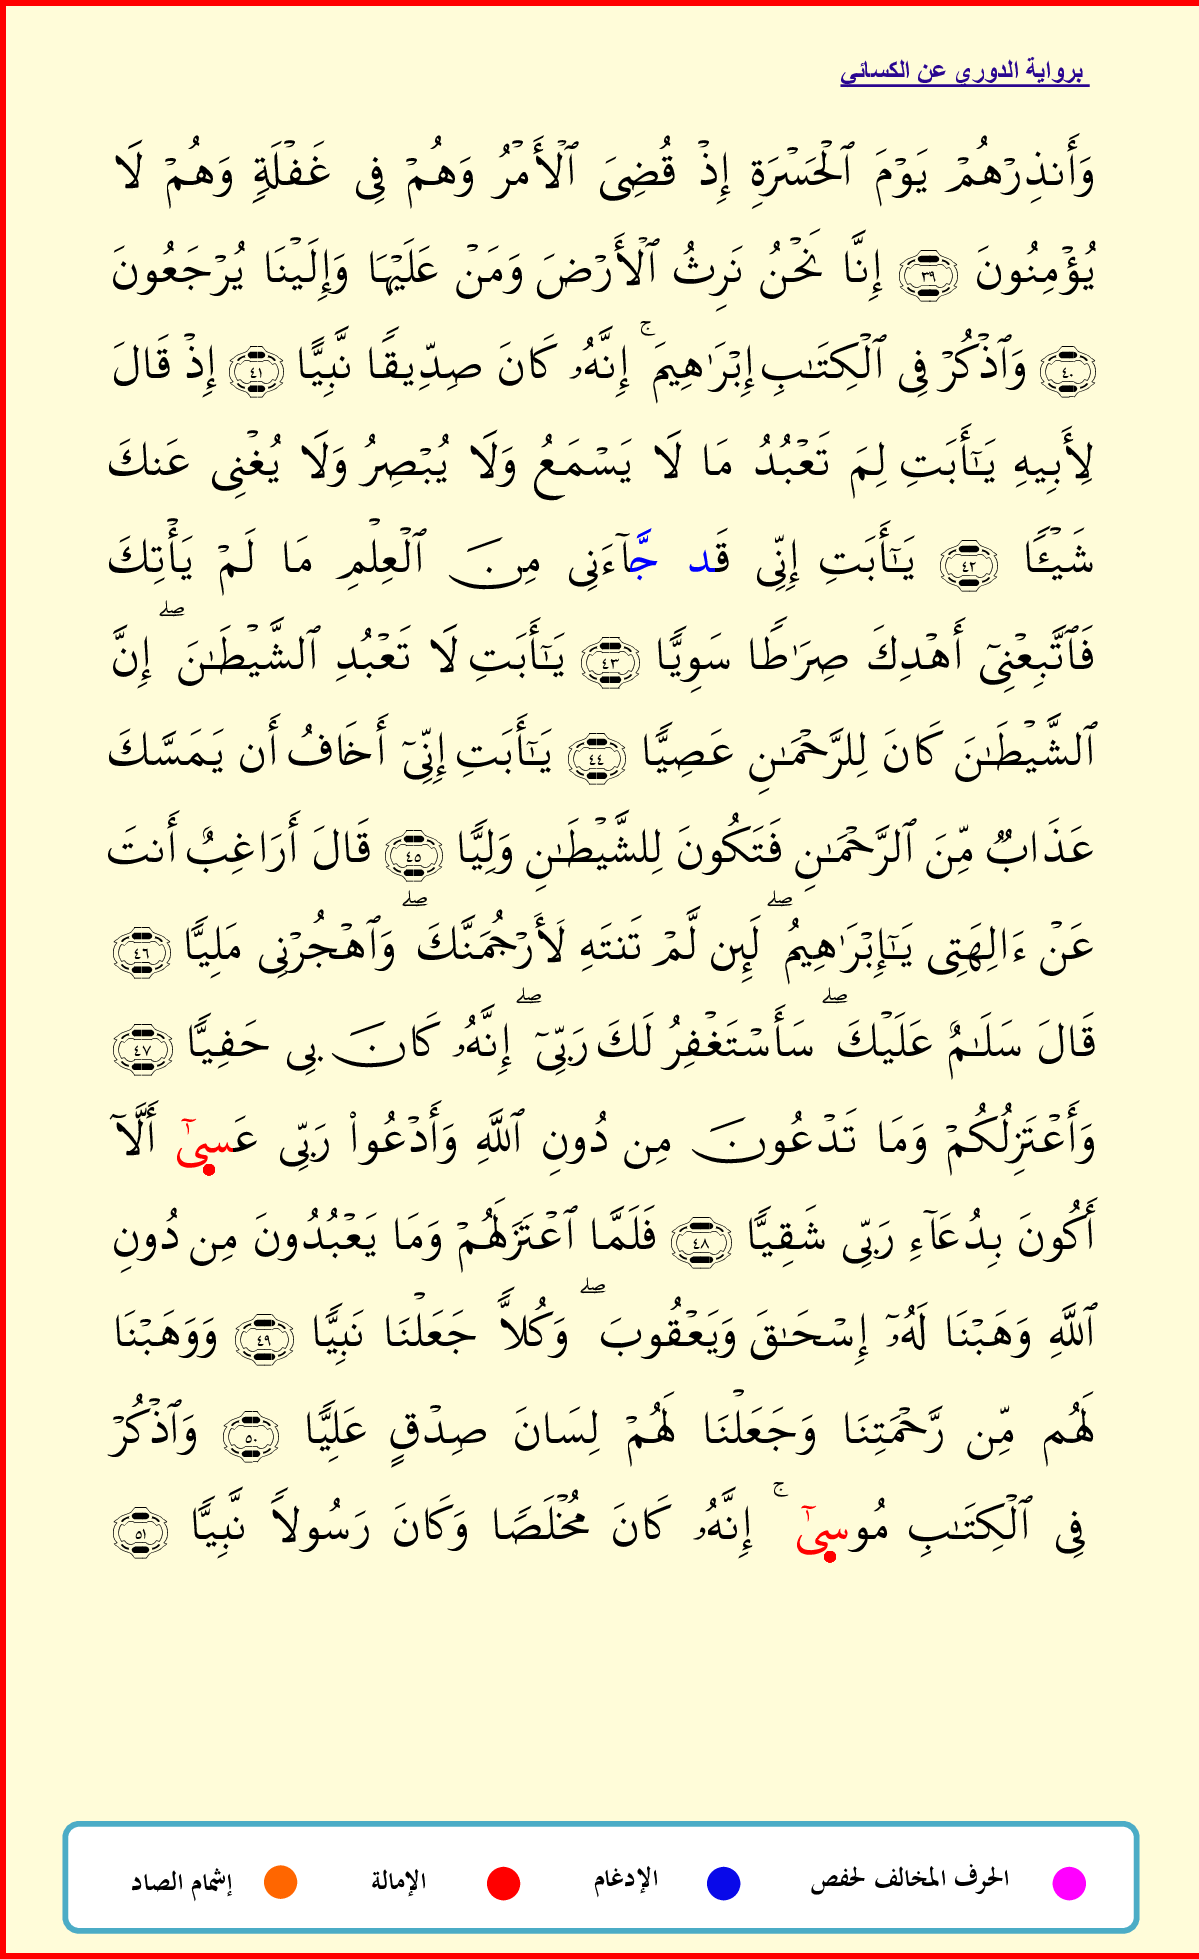 برواية الدوري عن الكسائي
وَأَنذِرۡهُمۡ يَوۡمَ ٱلۡحَسۡرَةِ إِذۡ قُضِيَ ٱلۡأَمۡرُ وَهُمۡ فِي غَفۡلَةٖ وَهُمۡ لَا
يُؤۡمِنُونَ ٣٩ إِنَّا نَحۡنُ نَرِثُ ٱلۡأَرۡضَ وَمَنۡ عَلَيۡهَا وَإِلَيۡنَا يُرۡجَعُونَ
٤٠ وَٱذۡكُرۡ فِي ٱلۡكِتَٰبِ إِبۡرَٰهِيمَۚ إِنَّهُۥ كَانَ صِدِّيقٗا نَّبِيًّا ٤١ إِذۡ قَالَ
لِأَبِيهِ يَٰٓأَبَتِ لِمَ تَعۡبُدُ مَا لَا يَسۡمَعُ وَلَا يُبۡصِرُ وَلَا يُغۡنِي عَنكَ
شَيۡـٔٗا ٤٢ يَٰٓأَبَتِ إِنِّي قَد جَّآءَنِي مِنَ ٱلۡعِلۡمِ مَا لَمۡ يَأۡتِكَ
فَٱتَّبِعۡنِيٓ أَهۡدِكَ صِرَٰطٗا سَوِيّٗا ٤٣ يَٰٓأَبَتِ لَا تَعۡبُدِ ٱلشَّيۡطَٰنَۖ إِنَّ
ٱلشَّيۡطَٰنَ كَانَ لِلرَّحۡمَٰنِ عَصِيّٗا ٤٤ يَٰٓأَبَتِ إِنِّيٓ أَخَافُ أَن يَمَسَّكَ
عَذَابٞ مِّنَ ٱلرَّحۡمَٰنِ فَتَكُونَ لِلشَّيۡطَٰنِ وَلِيّٗا ٤٥ قَالَ أَرَاغِبٌ أَنتَ
عَنۡ ءَالِهَتِي يَٰٓإِبۡرَٰهِيمُۖ لَئِن لَّمۡ تَنتَهِ لَأَرۡجُمَنَّكَۖ وَٱهۡجُرۡنِي مَلِيّٗا ٤٦
قَالَ سَلَٰمٌ عَلَيۡكَۖ سَأَسۡتَغۡفِرُ لَكَ رَبِّيٓۖ إِنَّهُۥ كَانَ بِي حَفِيّٗا ٤٧
وَأَعۡتَزِلُكُمۡ وَمَا تَدۡعُونَ مِن دُونِ ٱللَّهِ وَأَدۡعُواْ رَبِّي عَسىٰٓ أَلَّآ
أَكُونَ بِدُعَآءِ رَبِّي شَقِيّٗا ٤٨ فَلَمَّا ٱعۡتَزَلَهُمۡ وَمَا يَعۡبُدُونَ مِن دُونِ
ٱللَّهِ وَهَبۡنَا لَهُۥٓ إِسۡحَٰقَ وَيَعۡقُوبَۖ وَكُلّٗا جَعَلۡنَا نَبِيّٗا ٤٩ وَوَهَبۡنَا
لَهُم مِّن رَّحۡمَتِنَا وَجَعَلۡنَا لَهُمۡ لِسَانَ صِدۡقٍ عَلِيّٗا ٥٠ وَٱذۡكُرۡ
فِي ٱلۡكِتَٰبِ مُوسىٰٓۚ إِنَّهُۥ كَانَ مُخۡلَصٗا وَكَانَ رَسُولٗا نَّبِيّٗا ٥١
الحرف المخالف لحفص الإدغام الإمالة إشمام الصاد